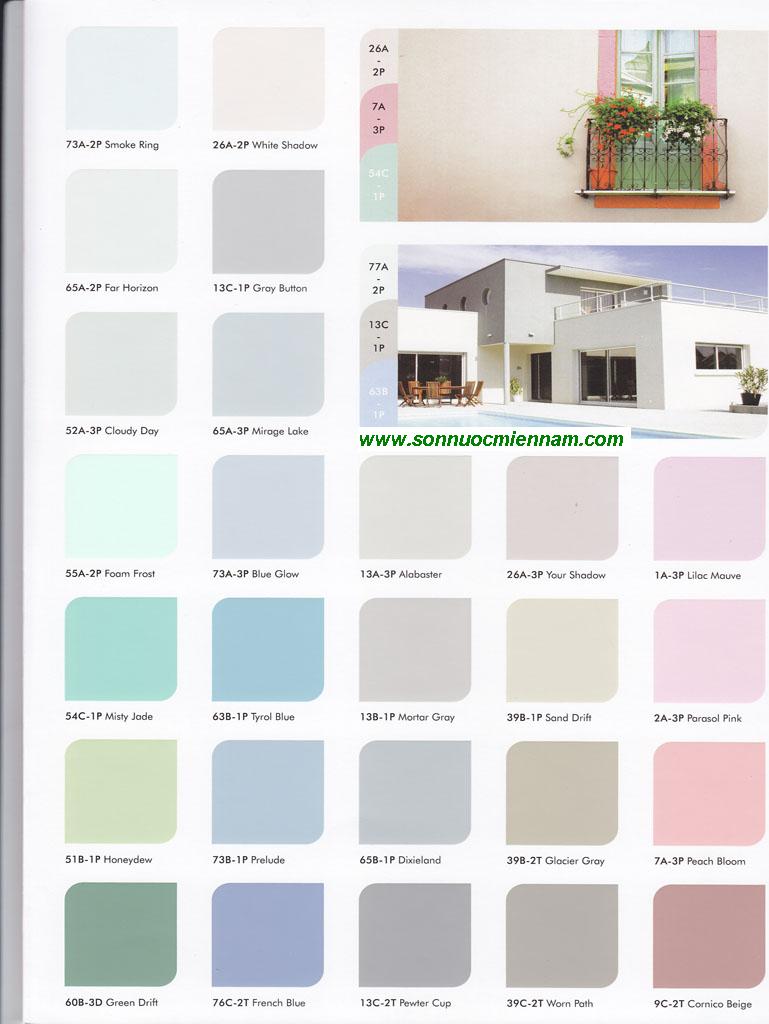 73A-2P Smoke Ring
26A-2P White Shadow
26A
-
2P
7A
-
3P
54C
-
1P
65A-2P Far Horizon
13C-1P Gray Button
77A
-
2P
13C
-
1P
63B
-
1P
52A-3P Cloudy Day
65A-3P Mirage Lake
www.sonnuocmiennam.com
55A-2P Foam Frost
73A-3P Blue Glow
13A-3P Alabaster
26A-3P Your Shadow
1A-3P Lilac Mauve
54C-1P Misty Jade
63B-1P Tyrol Blue
13B-1P Mortar Gray
39B-1P Sand Drift
2A-3P Parasol Pink
51B-1P Honeydew
73B-1P Prelude
65B-1P Dixieland
39B-2T Glacier Gray
7A-3P Peach Bloom
60B-3D Green Drift
76C-2T French Blue
13C-2T Pewter Cup
39C-2T Worn Path
9C-2T Cornico Beige